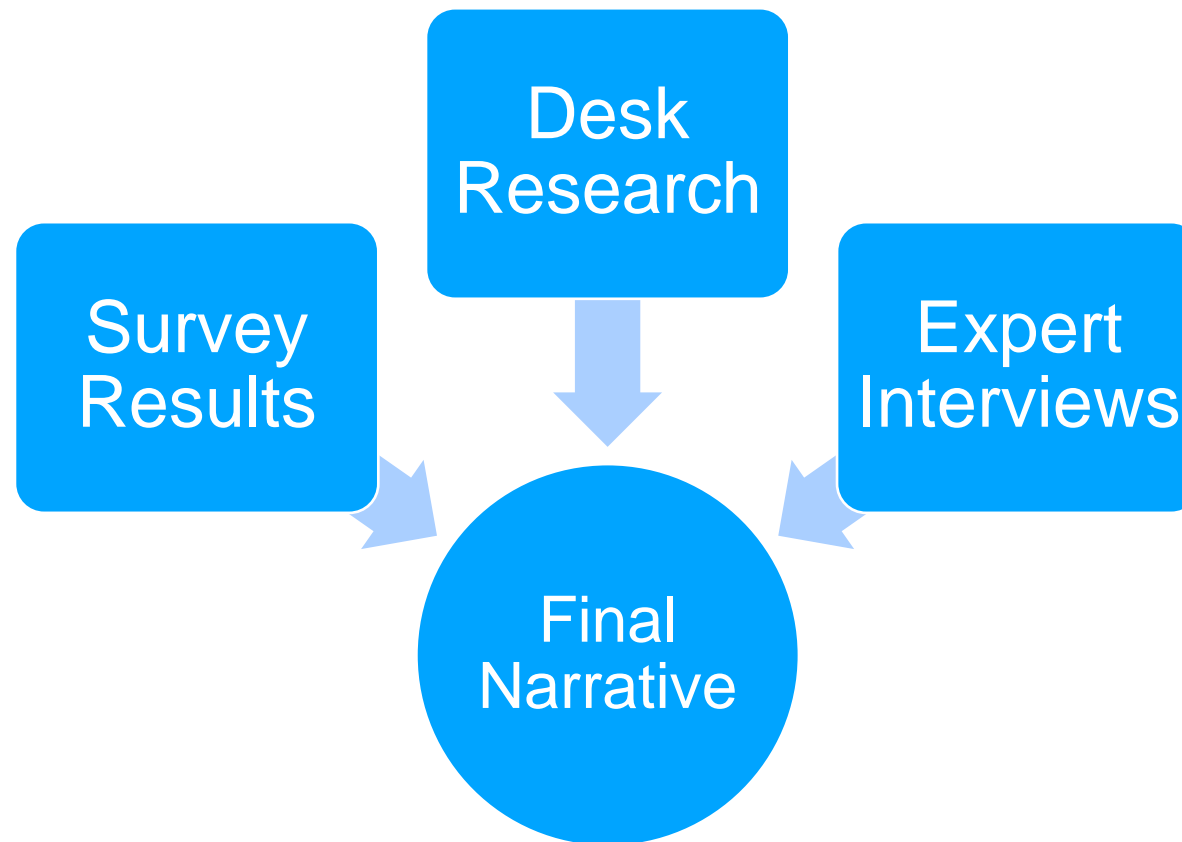 Desk
Research
Survey
Results
Expert
Interviews
Final
Narrative